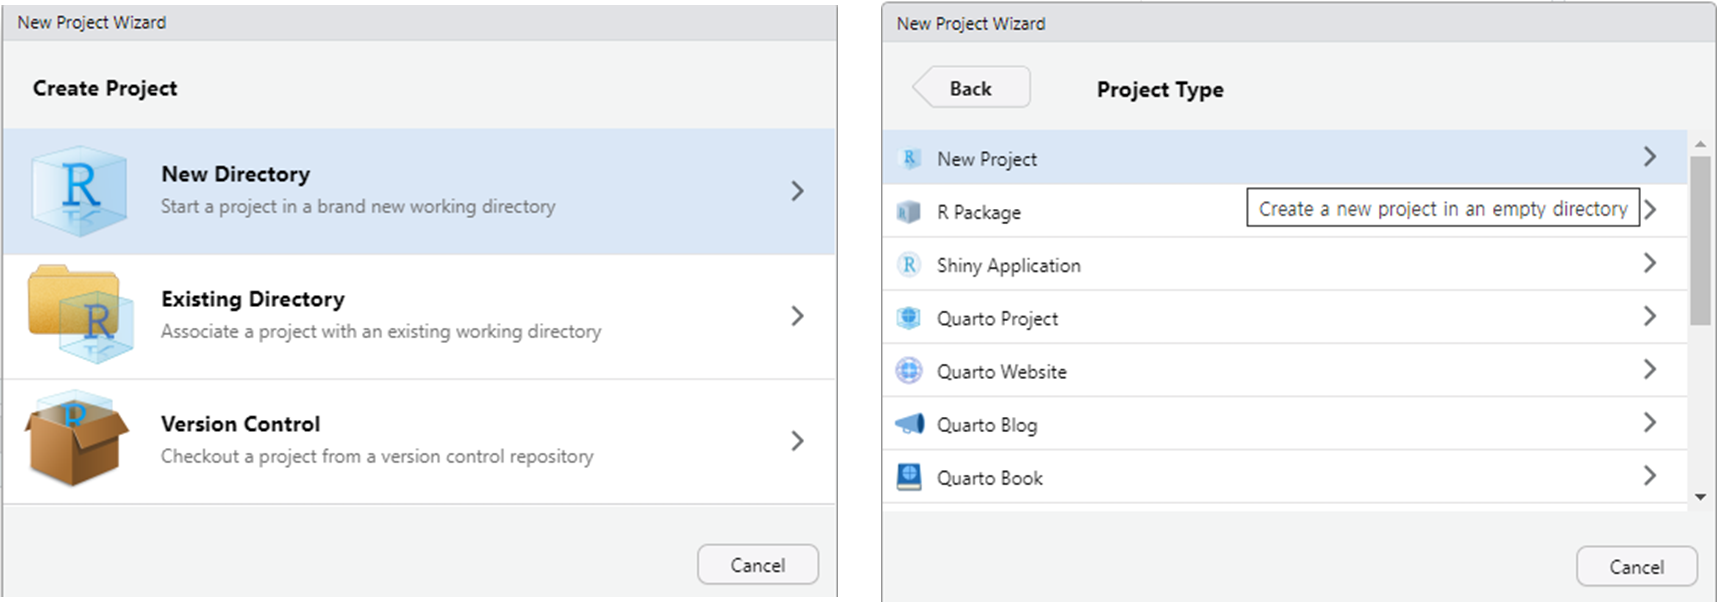 New Project Wizard
Create Project
R
New Directory
Start a project in a brand new working directory
R
Existing Directory
Associate a project with an existing working directory
R
Version Control
Checkout a project from a version control repository
Cancel
New Project Wizard
Back
Project Type
R New Project
R R Package
Create a new project in an empty directory
R Shiny Application
Quarto Project
Quarto Website
Quarto Blog
Quarto Book
Cancel